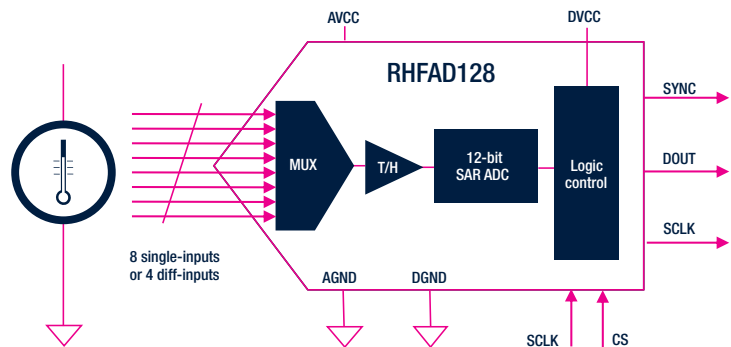 AVCC
DVCC
RHFAD128
SYNC
MUX
T/H
12-bit
SAR ADC
Logic
control
DOUT
SCLK
8 single-inputs
or 4 diff-inputs
AGND
DGND
SCLK
CS